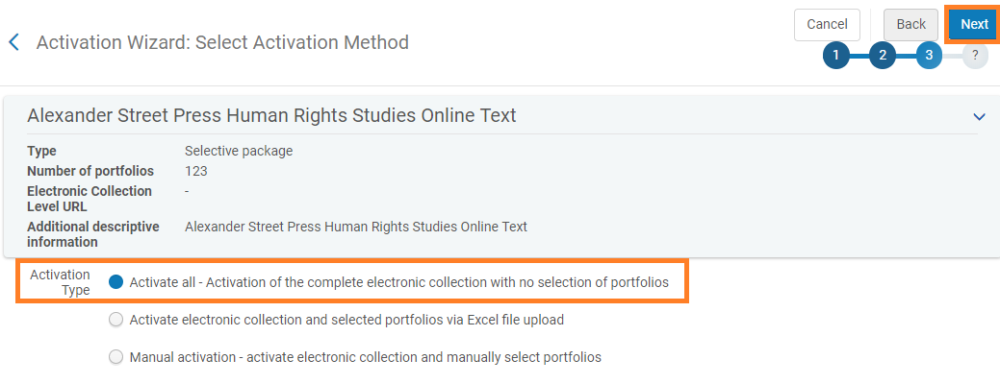 Activation Wizard: Select Activation Method
Cancel
Back
Next
1
2
3
?
Alexander Street Press Human Rights Studies Online Text
Type Selective package
Number of portfolios 123
Electronic Collection -
Level URL
Additional descriptive Alexander Street Press Human Rights Studies Online Text
information
Activation
Type
Activate all - Activation of the complete electronic collection with no selection of portfolios
Activate electronic collection and selected portfolios via Excel file upload
Manual activation - activate electronic collection and manually select portfolios